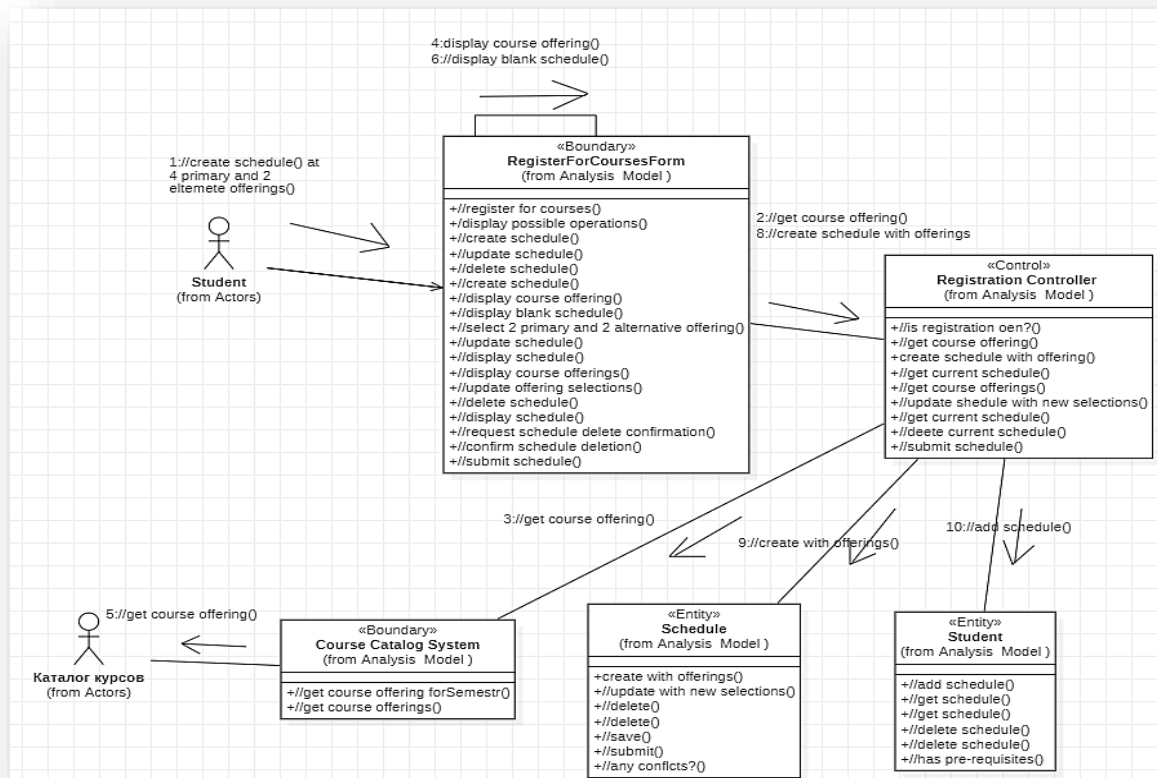 4:display course offering()
6://display blank schedule()
1://create schedule() at
4 primary and 2
eltemete offerings()
Student
(from Actors)
«Boundary»
RegisterForCoursesForm
(from Analysis Model )
+//register for courses()
+/display possible operations()
+//create schedule()
+//update schedule()
+//delete schedule()
+//create schedule()
+//display course offering()
+//display blank schedule()
+//select 2 primary and 2 alternative offering()
+//update schedule()
+//display schedule()
+//display course offerings()
+//update offering selections()
+//delete schedule()
+//display schedule()
+//request schedule delete confirmation()
+//confirm schedule deletion()
+//submit schedule()
2://get course offering()
8://create schedule with offerings
«Control»
Registration Controller
(from Analysis Model )
+//is registration oen?()
+//get course offering()
+create schedule with offering()
+//get current schedule()
+//get course offerings()
+//update shedule with new selections()
+//get current schedule()
+//deete current schedule()
+//submit schedule()
3://get course offering()
9://create with offerings()
10://add schedule()
5://get course offering()
Каталог курсов
(from Actors)
«Boundary»
Course Catalog System
(from Analysis Model )
+//get course offering forSemestr()
+//get course offerings()
«Entity»
Schedule
(from Analysis Model )
+create with offerings()
+//update with new selections()
+//delete()
+//delete()
+//save()
+//submit()
+//any conflcts?()
«Entity»
Student
(from Analysis Model )
+//add schedule()
+//get schedule()
+//get schedule()
+//delete schedule()
+//delete schedule()
+//has pre-requisites()